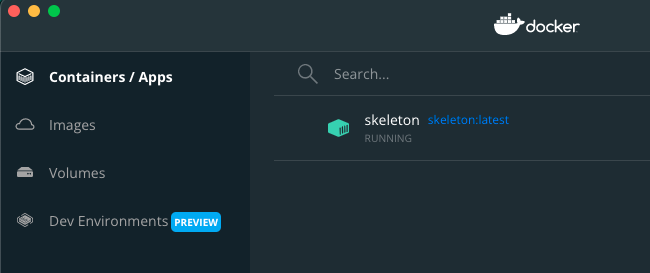 docker
Containers / Apps
Images
Volumes
Dev Environments PREVIEW
Search...
skeleton skeleton:latest
RUNNING